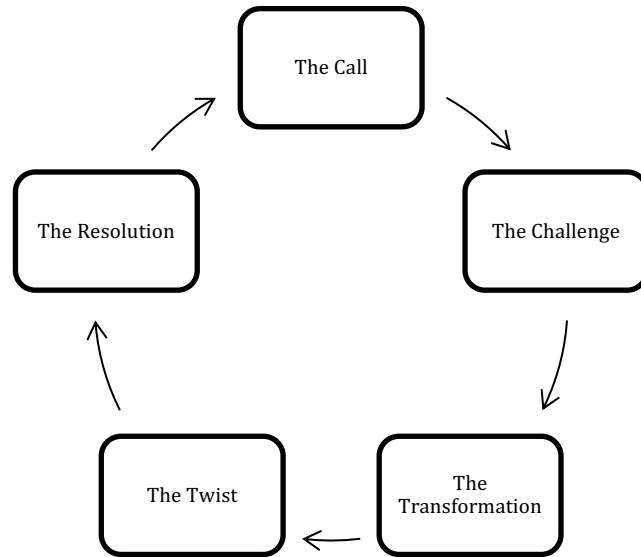 The Call
The Challenge
The
Transformation
The Twist
The Resolution